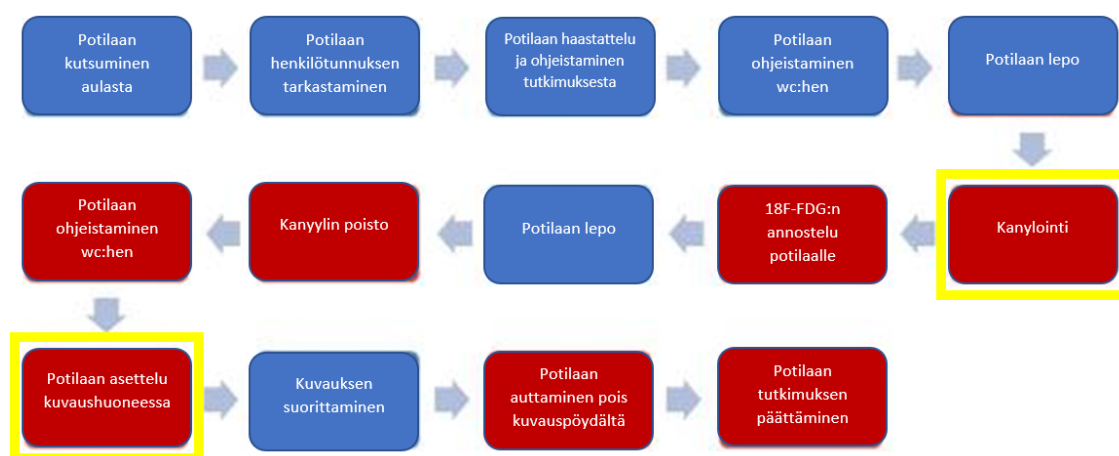 Potilaan
kutsuminen
aulasta
Potilaan
henkilötunnuksen
tarkastaminen
Potilaan haastattelu
ja ohjeistaminen
tutkimuksesta
Potilaan
ohjeistaminen
wc:hen
Potilaan lepo
Kanylointi
18F-FDG:n
annostelu
potilaalle
Potilaan lepo
Kanyylin poisto
Potilaan
ohjeistaminen
wc:hen
Potilaan asettelu
kuvaushuoneessa
Kuvauksen
suorittaminen
Potilaan
auttaminen pois
kuvauspöydältä
Potilaan
tutkimuksen
päättäminen